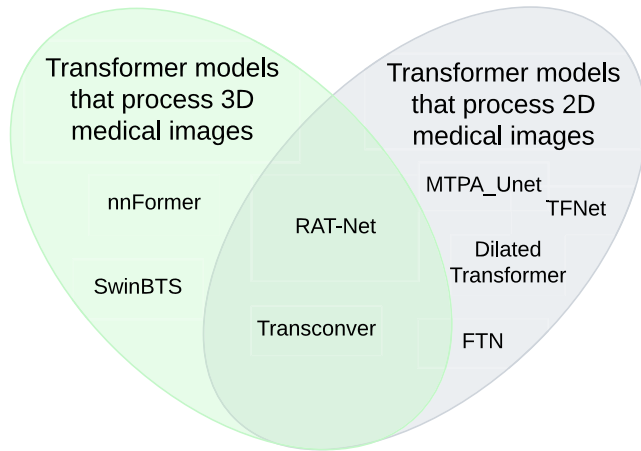 Transformer models
that process 3D
medical images
Transformer models
that process 2D
medical images
nnFormer
SwinBTS
RAT-Net
Transconver
MTPA_Unet
TFNet
Dilated
Transformer
FTN